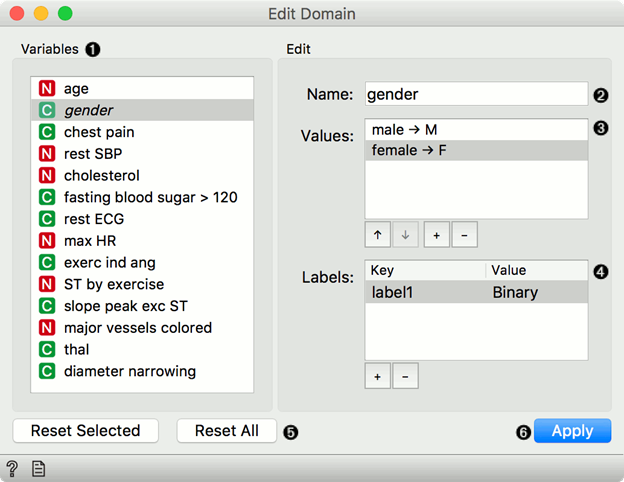 Edit Domain
Variables ❶
Edit
N age
C gender
C chest pain
N rest SBP
N cholesterol
C fasting blood sugar > 120
C rest ECG
N max HR
C exerc ind ang
N ST by exercise
C slope peak exc ST
N major vessels colored
C thal
C diameter narrowing
Name: gender ❷
Values: ❸
male → M
female → F
↑ ↓ + −
Labels: ❹
Key Value
label1 Binary
+ −
Reset Selected Reset All ❺ ❻ Apply
?